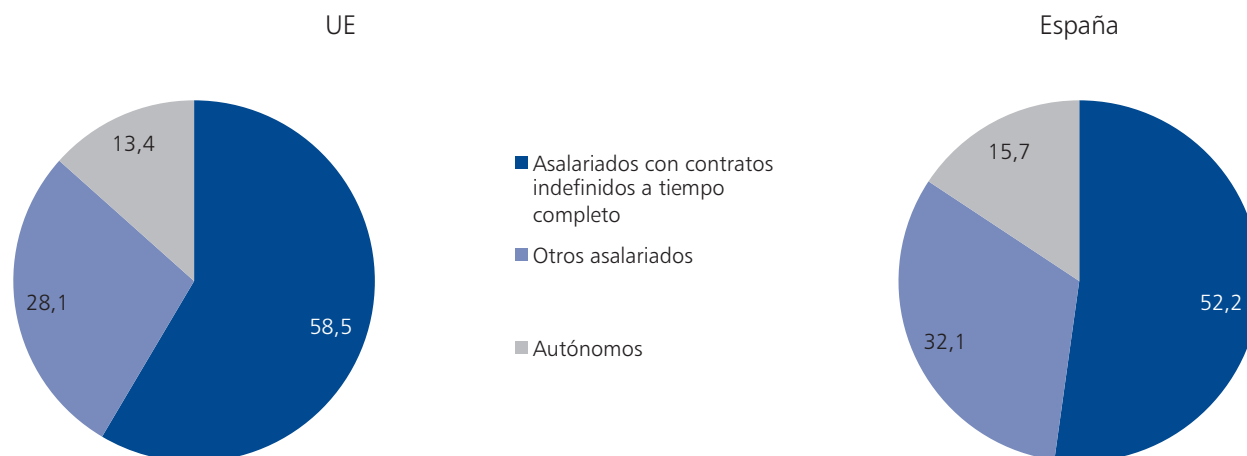 UE
España
13,4
28,1
58,5
Asalariados con contratos
indefinidos a tiempo
completo
Otros asalariados
Autónomos
15,7
32,1
52,2